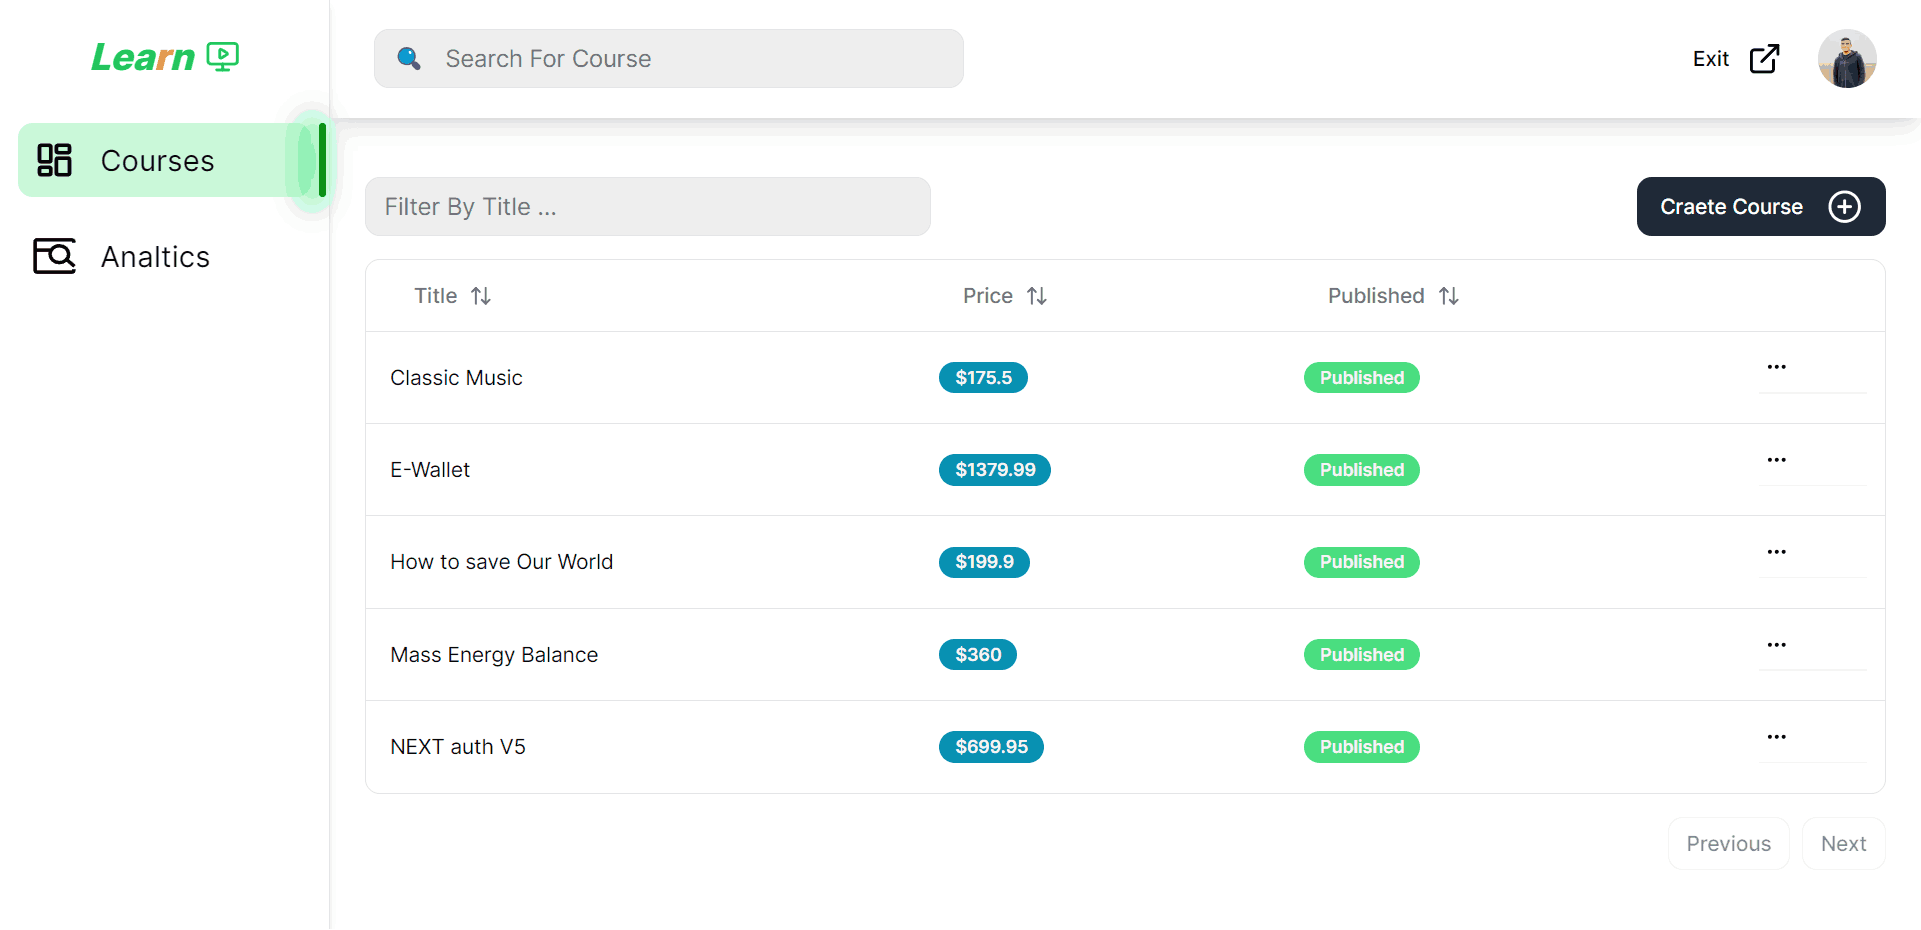 Learn
Search For Course
Exit
Courses
Analtics
Filter By Title ...
Craete Course
Title Price Published
Classic Music $175.5 Published ...
E-Wallet $1379.99 Published ...
How to save Our World $199.9 Published ...
Mass Energy Balance $360 Published ...
NEXT auth V5 $699.95 Published ...
Previous Next